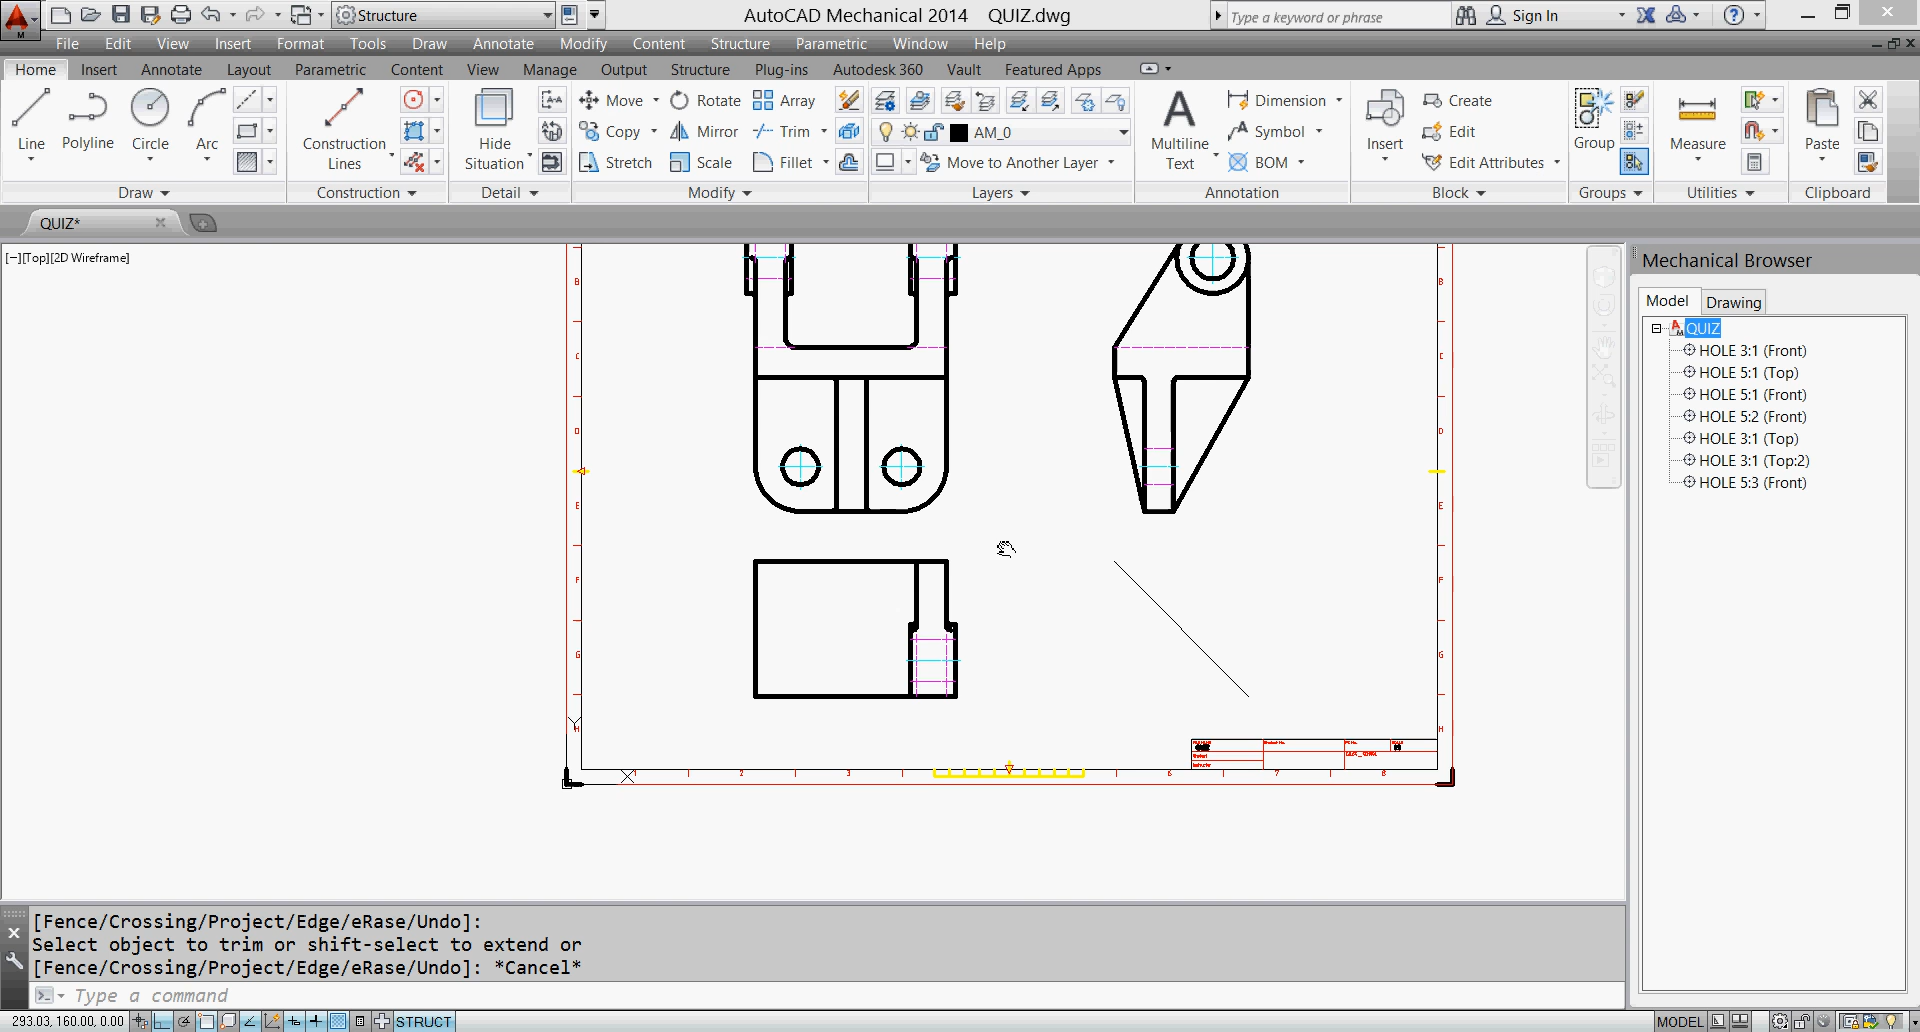 Structure
AutoCAD Mechanical 2014 QUIZ.dwg
Type a keyword or phrase
Sign In
File Edit View Insert Format Tools Draw Annotate Modify Content Structure Parametric Window Help
Home Insert Annotate Layout Parametric Content View Manage Output Structure Plug-ins Autodesk 360 Vault Featured Apps
Line Polyline Circle Arc
Draw
Construction Lines
Construction
Hide Situation
Detail
Move Rotate Array
Copy Mirror Trim
Stretch Scale Fillet
Modify
AM_0
Move to Another Layer
Layers
Multiline Text
Dimension
Symbol
BOM
Annotation
Insert
Create
Edit
Edit Attributes
Block
Group
Groups
Measure
Utilities
Paste
Clipboard
QUIZ*
[−][Top][2D Wireframe]
Mechanical Browser
Model Drawing
QUIZ
HOLE 3:1 (Front)
HOLE 5:1 (Top)
HOLE 5:1 (Front)
HOLE 5:2 (Front)
HOLE 3:1 (Top)
HOLE 3:1 (Top:2)
HOLE 5:3 (Front)
B B
C C
D D
E E
F F
G G
H H
Y
X
2 3 6 7 8
[Fence/Crossing/Project/Edge/eRase/Undo]:
Select object to trim or shift-select to extend or
[Fence/Crossing/Project/Edge/eRase/Undo]: *Cancel*
Type a command
293.03, 160.00, 0.00
STRUCT
MODEL